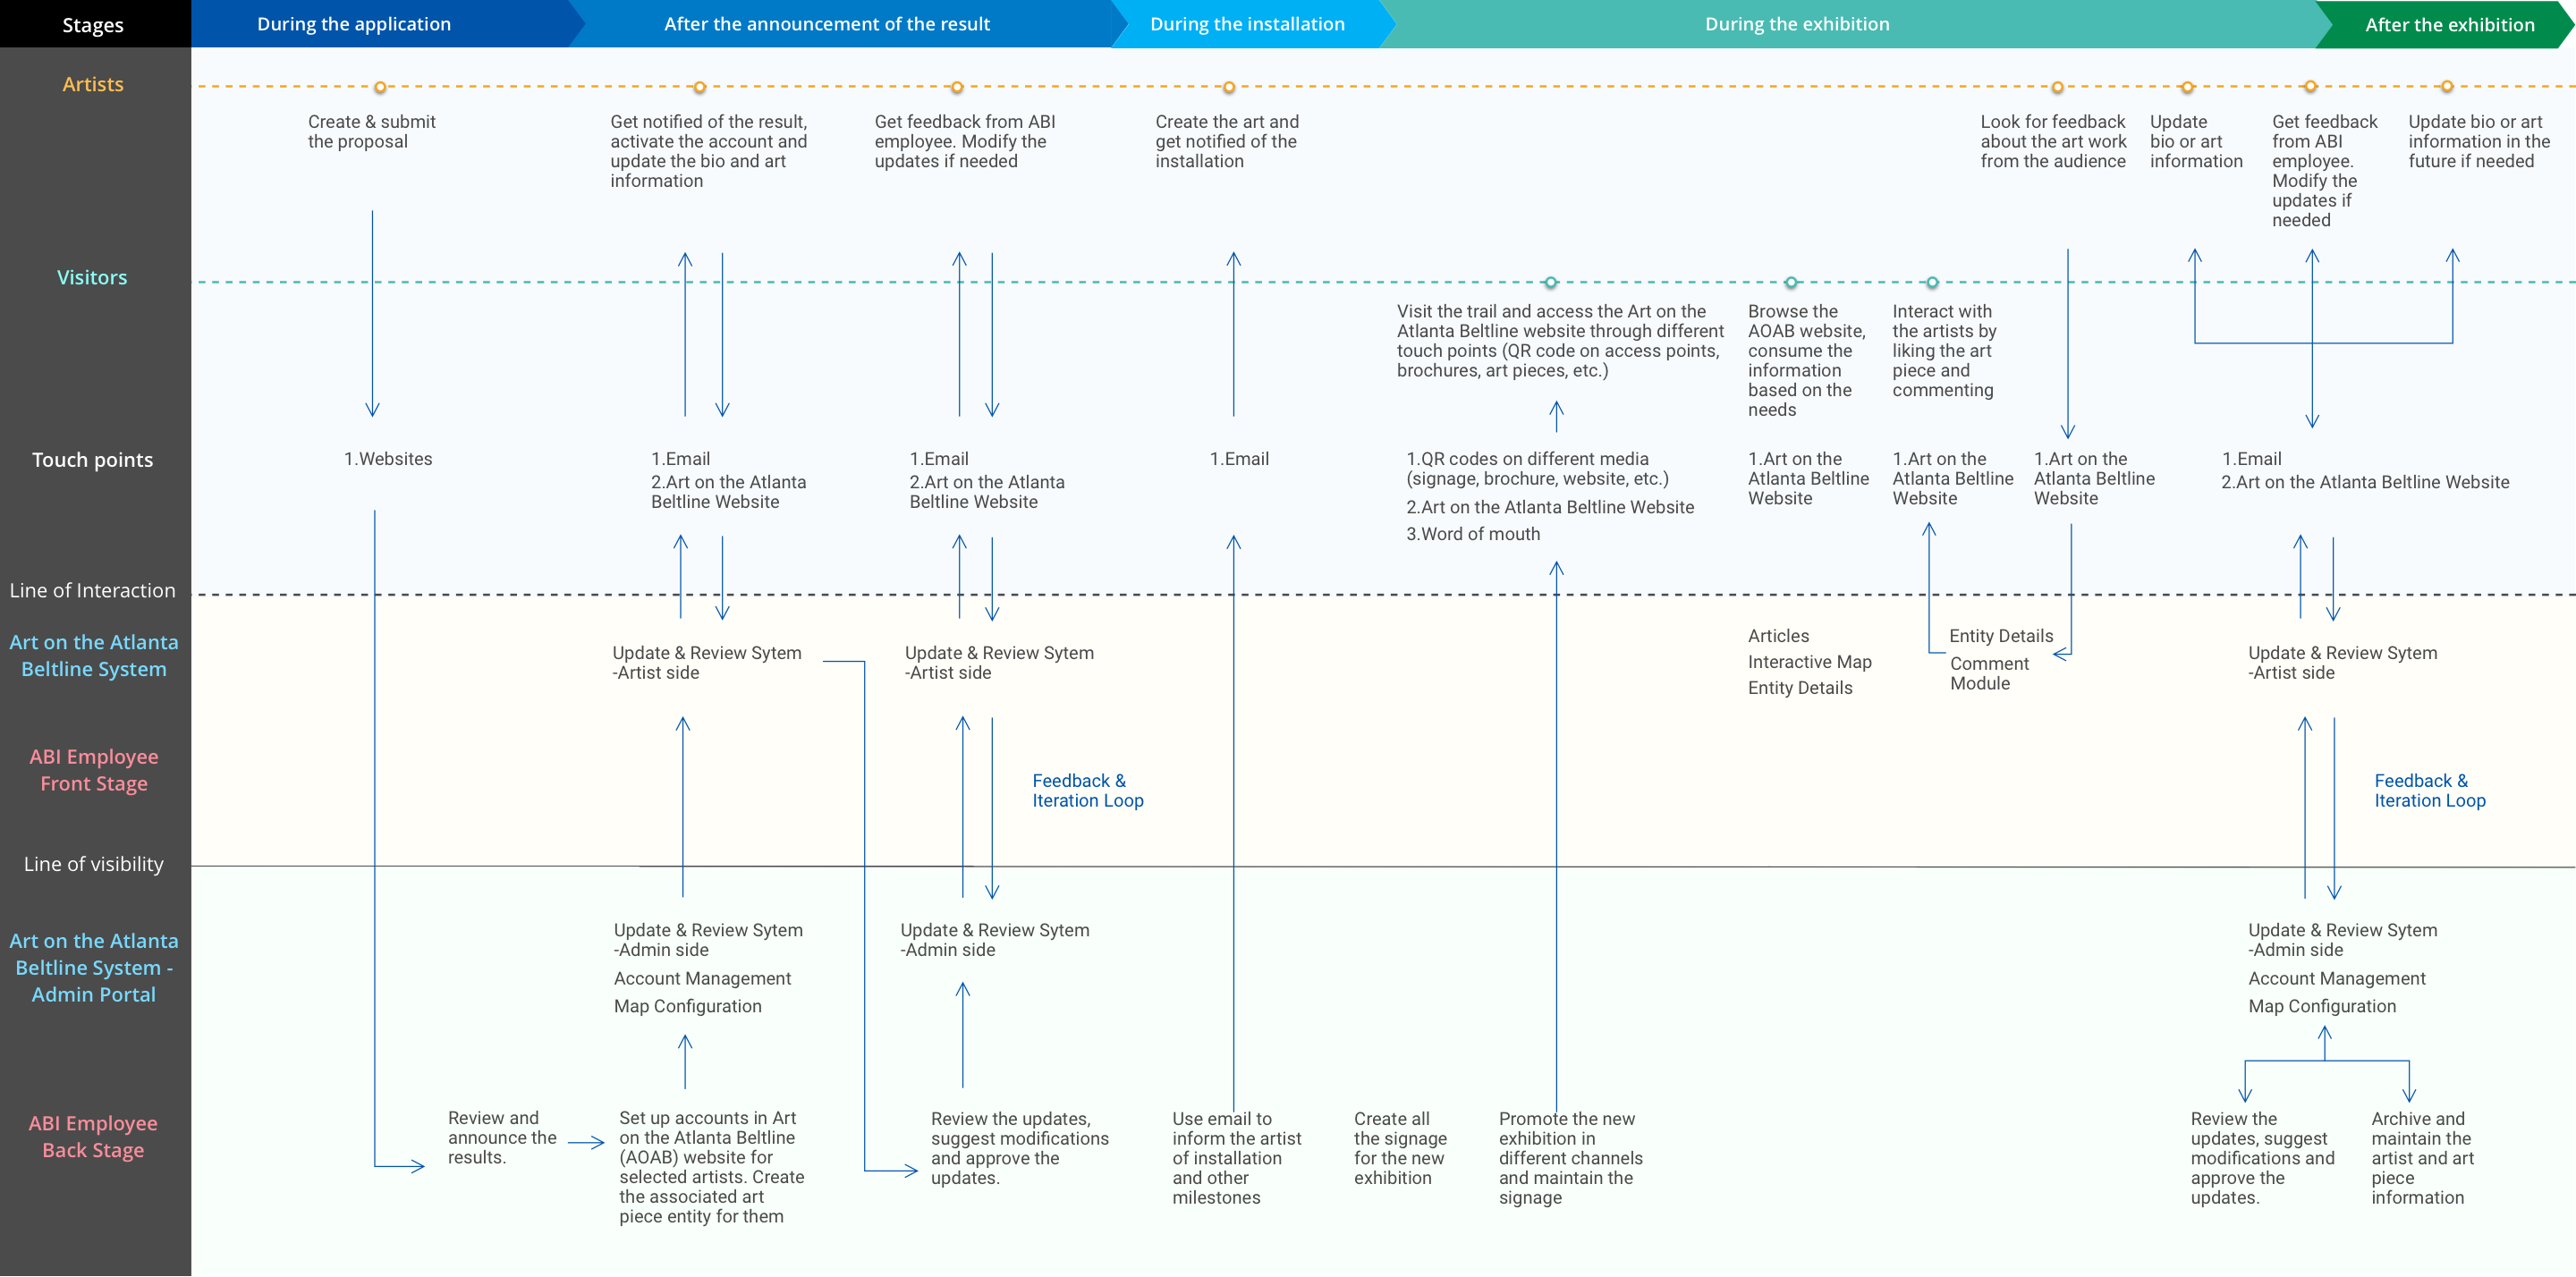 Stages
During the application
After the announcement of the result
During the installation
During the exhibition
After the exhibition
Artists
Create & submit
the proposal
Get notified of the result,
activate the account and
update the bio and art
information
Get feedback from ABI
employee. Modify the
updates if needed
Create the art and
get notified of the
installation
Look for feedback
about the art work
from the audience
Update
bio or art
information
Get feedback
from ABI
employee.
Modify the
updates if
needed
Update bio or art
information in the
future if needed
Visitors
Visit the trail and access the Art on the
Atlanta Beltline website through different
touch points (QR code on access points,
brochures, art pieces, etc.)
Browse the
AOAB website,
consume the
information
based on the
needs
Interact with
the artists by
liking the art
piece and
commenting
Touch points
1.Websites
1.Email
2.Art on the Atlanta
Beltline Website
1.Email
2.Art on the Atlanta
Beltline Website
1.Email
1.QR codes on different media
(signage, brochure, website, etc.)
2.Art on the Atlanta Beltline Website
3.Word of mouth
1.Art on the
Atlanta Beltline
Website
1.Art on the
Atlanta Beltline
Website
1.Art on the
Atlanta Beltline
Website
1.Email
2.Art on the Atlanta Beltline Website
Line of Interaction
Art on the Atlanta
Beltline System
Update & Review Sytem
-Artist side
Update & Review Sytem
-Artist side
Articles
Interactive Map
Entity Details
Entity Details
Comment
Module
Update & Review Sytem
-Artist side
ABI Employee
Front Stage
Feedback &
Iteration Loop
Feedback &
Iteration Loop
Line of visibility
Art on the Atlanta
Beltline System -
Admin Portal
Update & Review Sytem
-Admin side
Account Management
Map Configuration
Update & Review Sytem
-Admin side
Update & Review Sytem
-Admin side
Account Management
Map Configuration
ABI Employee
Back Stage
Review and
announce the
results.
Set up accounts in Art
on the Atlanta Beltline
(AOAB) website for
selected artists. Create
the associated art
piece entity for them
Review the updates,
suggest modifications
and approve the
updates.
Use email to
inform the artist
of installation
and other
milestones
Create all
the signage
for the new
exhibition
Promote the new
exhibition in
different channels
and maintain the
signage
Review the
updates, suggest
modifications and
approve the
updates.
Archive and
maintain the
artist and art
piece
information